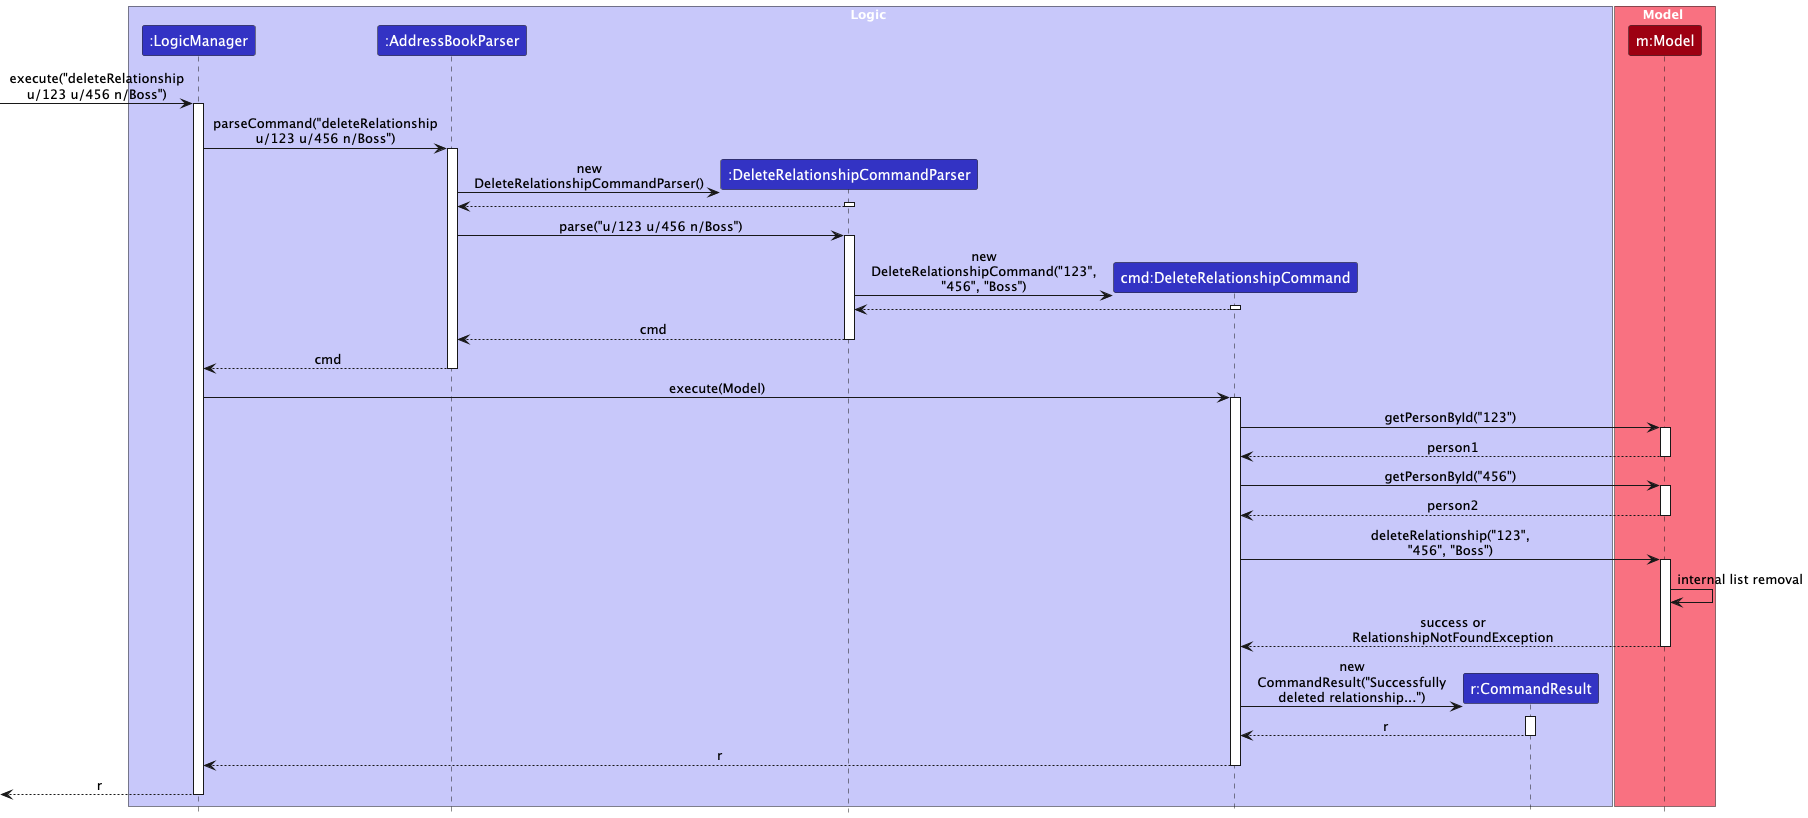 Logic
Model
:LogicManager
:AddressBookParser
m:Model
execute("deleteRelationship
u/123 u/456 n/Boss")
parseCommand("deleteRelationship
u/123 u/456 n/Boss")
new
DeleteRelationshipCommandParser()
:DeleteRelationshipCommandParser
parse("u/123 u/456 n/Boss")
new
DeleteRelationshipCommand("123",
"456", "Boss")
cmd:DeleteRelationshipCommand
cmd
cmd
execute(Model)
getPersonById("123")
person1
getPersonById("456")
person2
deleteRelationship("123",
"456", "Boss")
internal list removal
success or
RelationshipNotFoundException
new
CommandResult("Successfully
deleted relationship...")
r:CommandResult
r
r
r